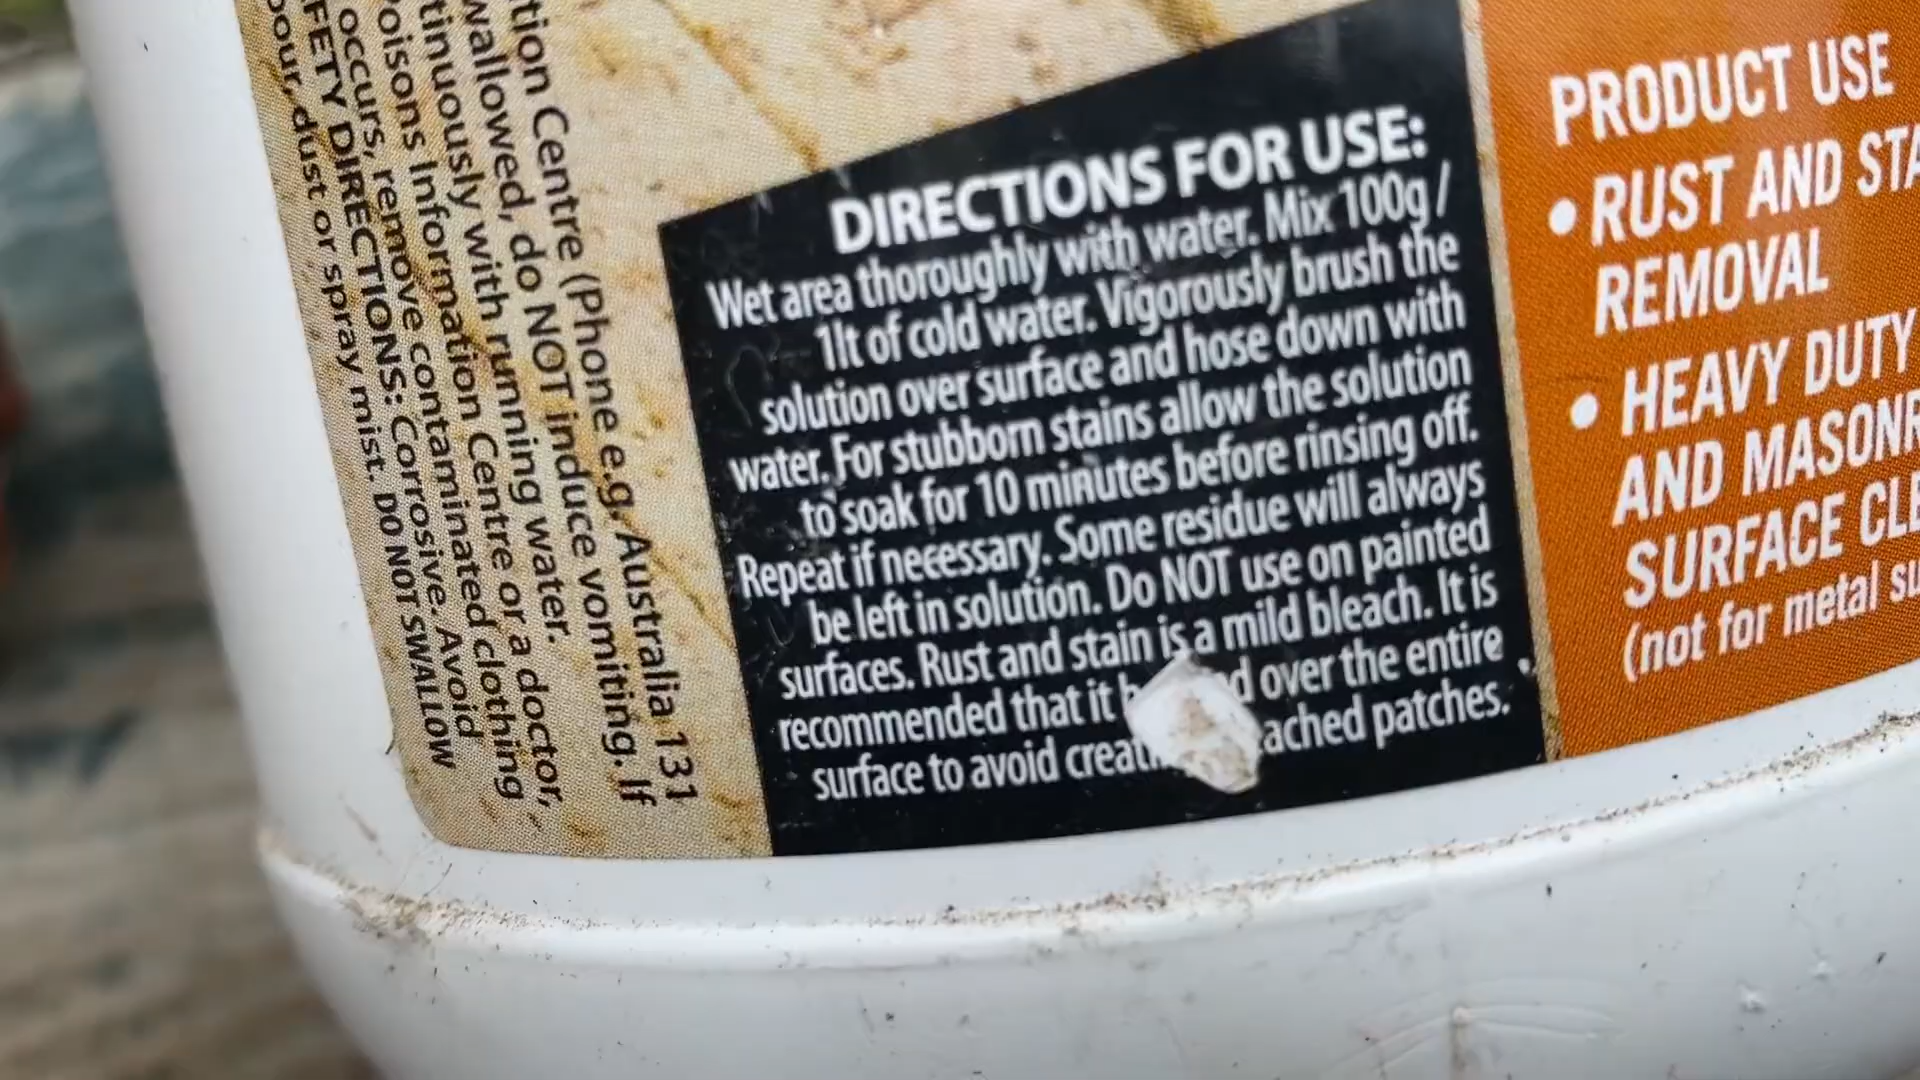 DIRECTIONS FOR USE:
Wet area thoroughly with water. Mix 100g /
1lt of cold water. Vigorously brush the
solution over surface and hose down with
water. For stubborn stains allow the solution
to soak for 10 minutes before rinsing off.
Repeat if necessary. Some residue will always
be left in solution. Do NOT use on painted
surfaces. Rust and stain is a mild bleach. It is
recommended that it over the entire
surface to avoid patches.
PRODUCT USE
• RUST AND STA
REMOVAL
• HEAVY DUTY
AND MASONR
SURFACE CLE
(not for metal su
tion Centre (Phone e.g. Australia 131
wallowed, do NOT induce vomiting. If
tinuously with running water.
Poisons Information Centre or a doctor,
occurs, remove contaminated clothing
FETY DIRECTIONS: Corrosive. Avoid
pour, dust or spray mist. DO NOT SWALLOW